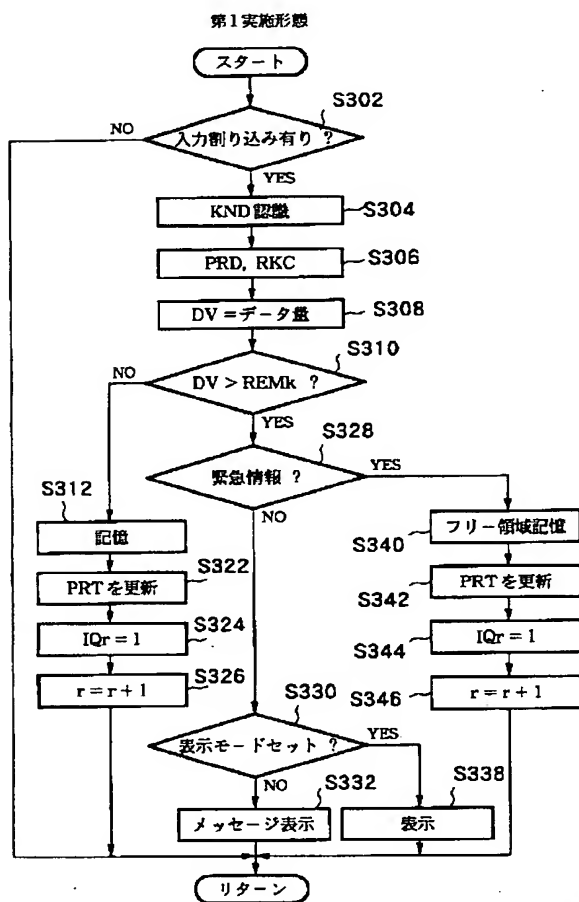 第1実施形態
スタート
S302
NO
入力割り込み有り ?
YES
KND 認識
S304
PRD, RKC
S306
DV = データ量
S308
S310
NO
DV > REMk ?
YES
S328
緊急情報 ?
YES
NO
S312
記憶
フリー領域記憶
S340
PRTを更新
S322
PRTを更新
S342
IQr = 1
S324
IQr = 1
S344
r = r + 1
S326
r = r + 1
S346
S330
表示モードセット ?
YES
NO
S332
S338
メッセージ表示
表示
リターン